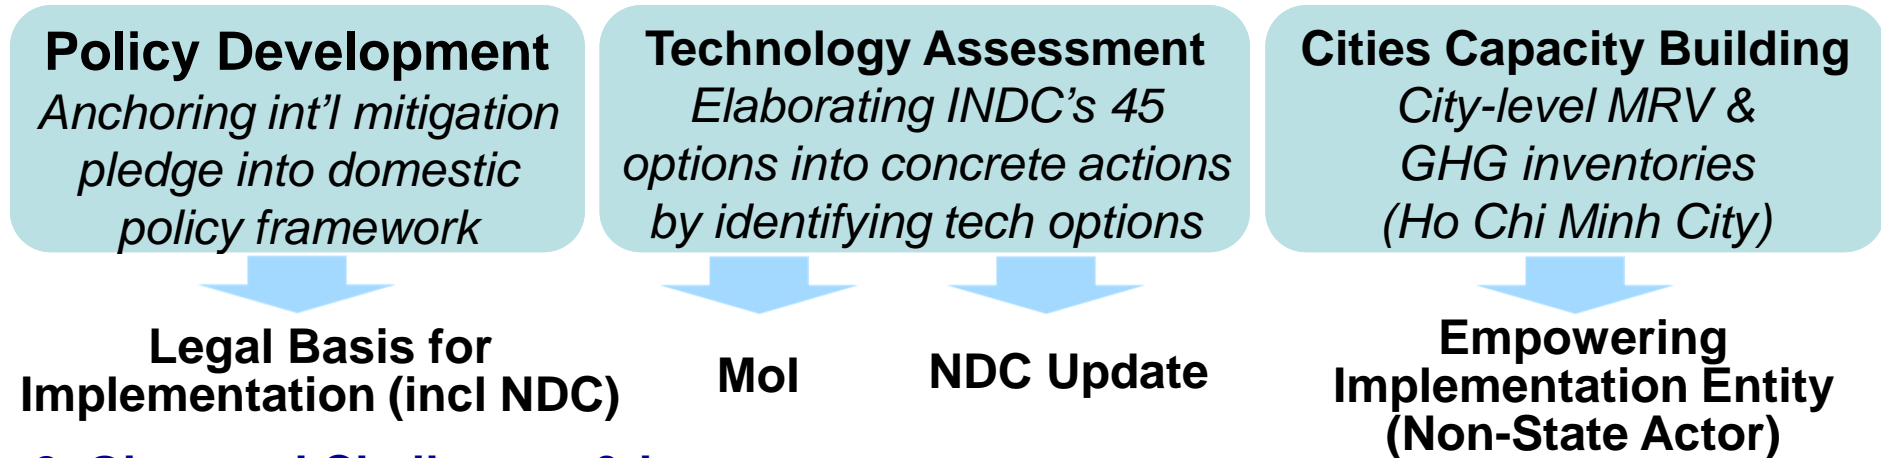 Policy Development
Anchoring int'l mitigation
pledge into domestic
policy framework
Technology Assessment
Elaborating INDC's 45
options into concrete actions
by identifying tech options
Cities Capacity Building
City-level MRV &
GHG inventories
(Ho Chi Minh City)
Legal Basis for
Implementation (incl NDC)
MoI
NDC Update
Empowering
Implementation Entity
(Non-State Actor)